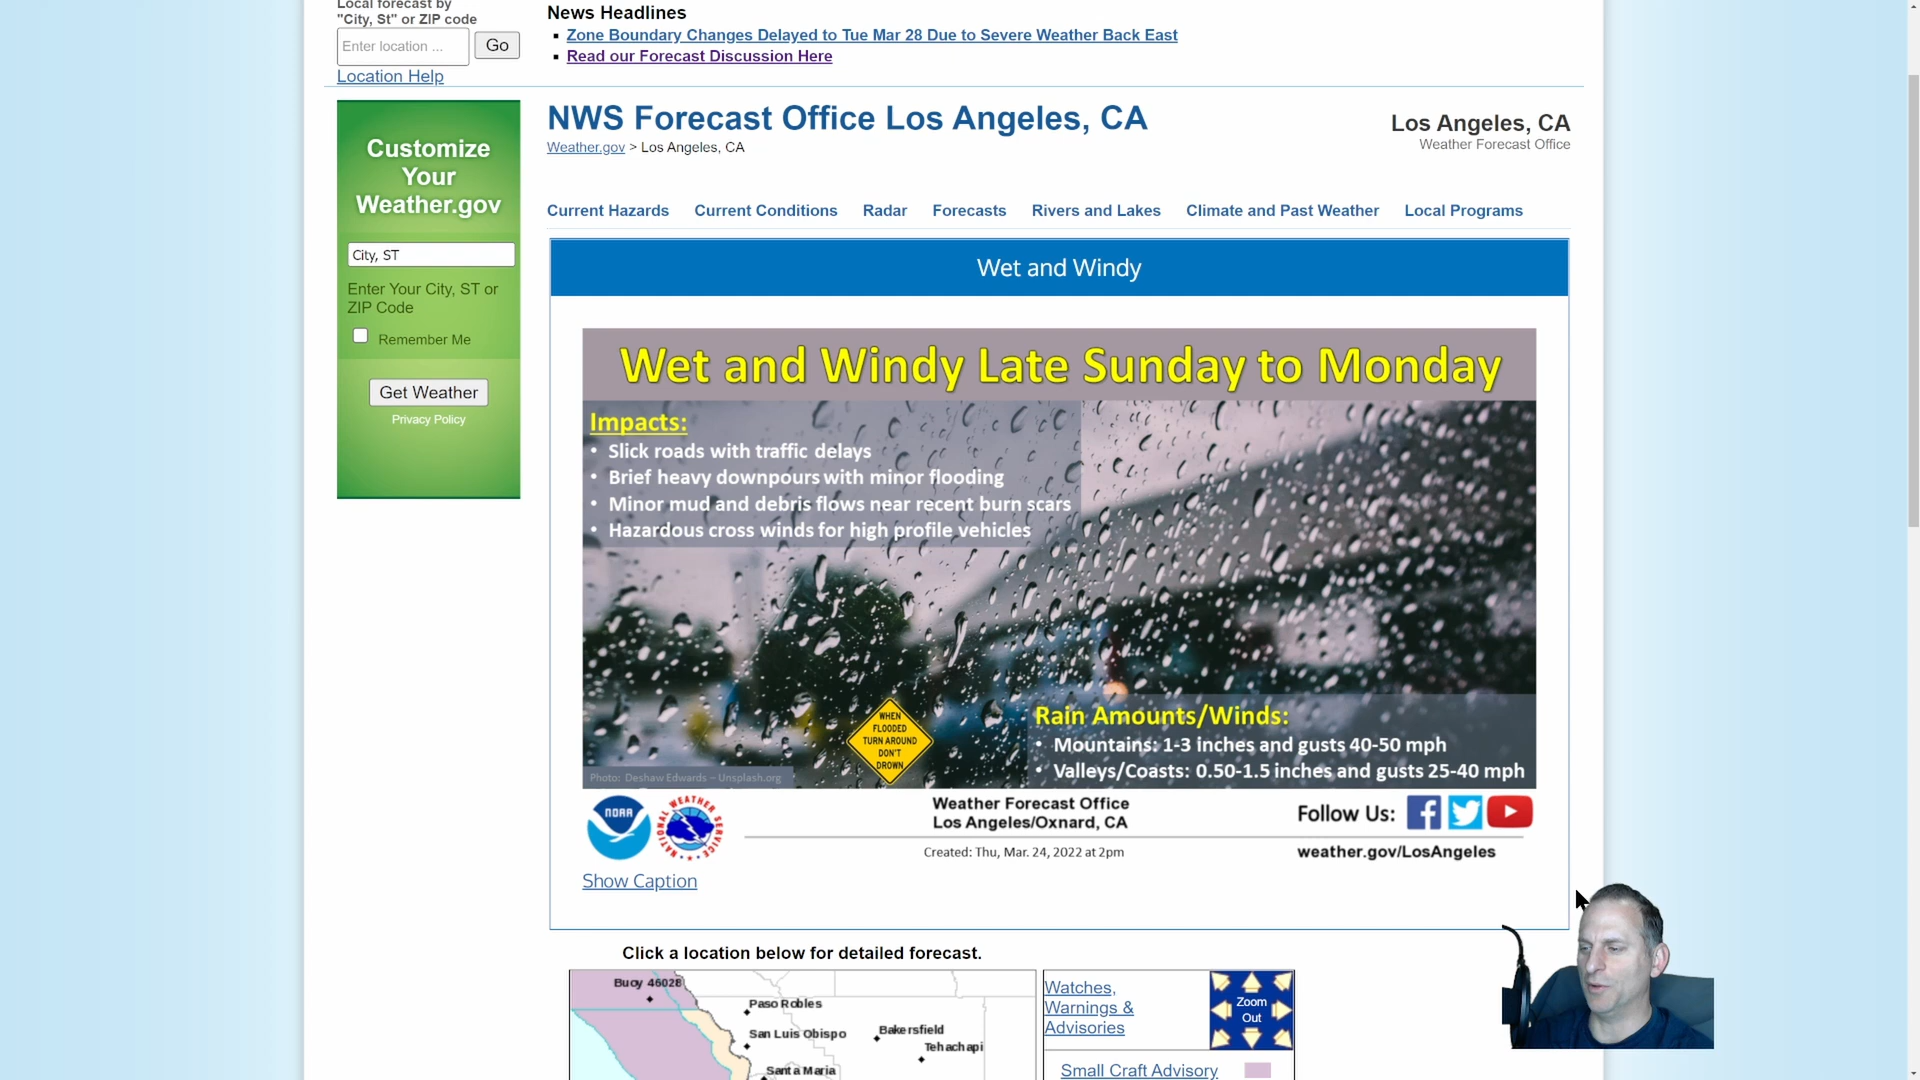 Local forecast by
"City, St" or ZIP code
Enter location ...
Go
Location Help
News Headlines
Zone Boundary Changes Delayed to Tue Mar 28 Due to Severe Weather Back East
Read our Forecast Discussion Here
Customize
Your
Weather.gov
City, ST
Enter Your City, ST or
ZIP Code
Remember Me
Get Weather
Privacy Policy
NWS Forecast Office Los Angeles, CA
Weather.gov > Los Angeles, CA
Los Angeles, CA
Weather Forecast Office
Current Hazards Current Conditions Radar Forecasts Rivers and Lakes Climate and Past Weather Local Programs
Wet and Windy
Wet and Windy Late Sunday to Monday
Impacts:
• Slick roads with traffic delays
• Brief heavy downpours with minor flooding
• Minor mud and debris flows near recent burn scars
• Hazardous cross winds for high profile vehicles
WHEN
FLOODED
TURN AROUND
DON'T
DROWN
Rain Amounts/Winds:
• Mountains: 1-3 inches and gusts 40-50 mph
• Valleys/Coasts: 0.50-1.5 inches and gusts 25-40 mph
Photo: Deshaw Edwards – Unsplash.org
NOAA
NATIONAL WEATHER SERVICE
Weather Forecast Office
Los Angeles/Oxnard, CA
Created: Thu, Mar. 24, 2022 at 2pm
Follow Us:
weather.gov/LosAngeles
Show Caption
Click a location below for detailed forecast.
Buoy 46028
Paso Robles
San Luis Obispo
Bakersfield
Tehachapi
Santa Maria
Watches,
Warnings &
Advisories
Zoom
Out
Small Craft Advisory